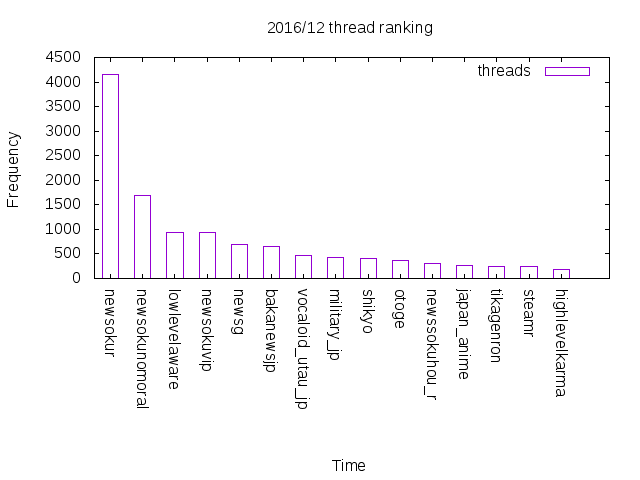 2016/12 thread ranking
threads
Frequency
4500
4000
3500
3000
2500
2000
1500
1000
500
0
newsokur
newsokunomoral
lowlevelaware
newsokuvip
newsg
bakanewsjp
vocaloid_utau_jp
military_jp
shikyo
otoge
newssokuhou_r
japan_anime
tikagenron
steamr
highlevelkarma
Time